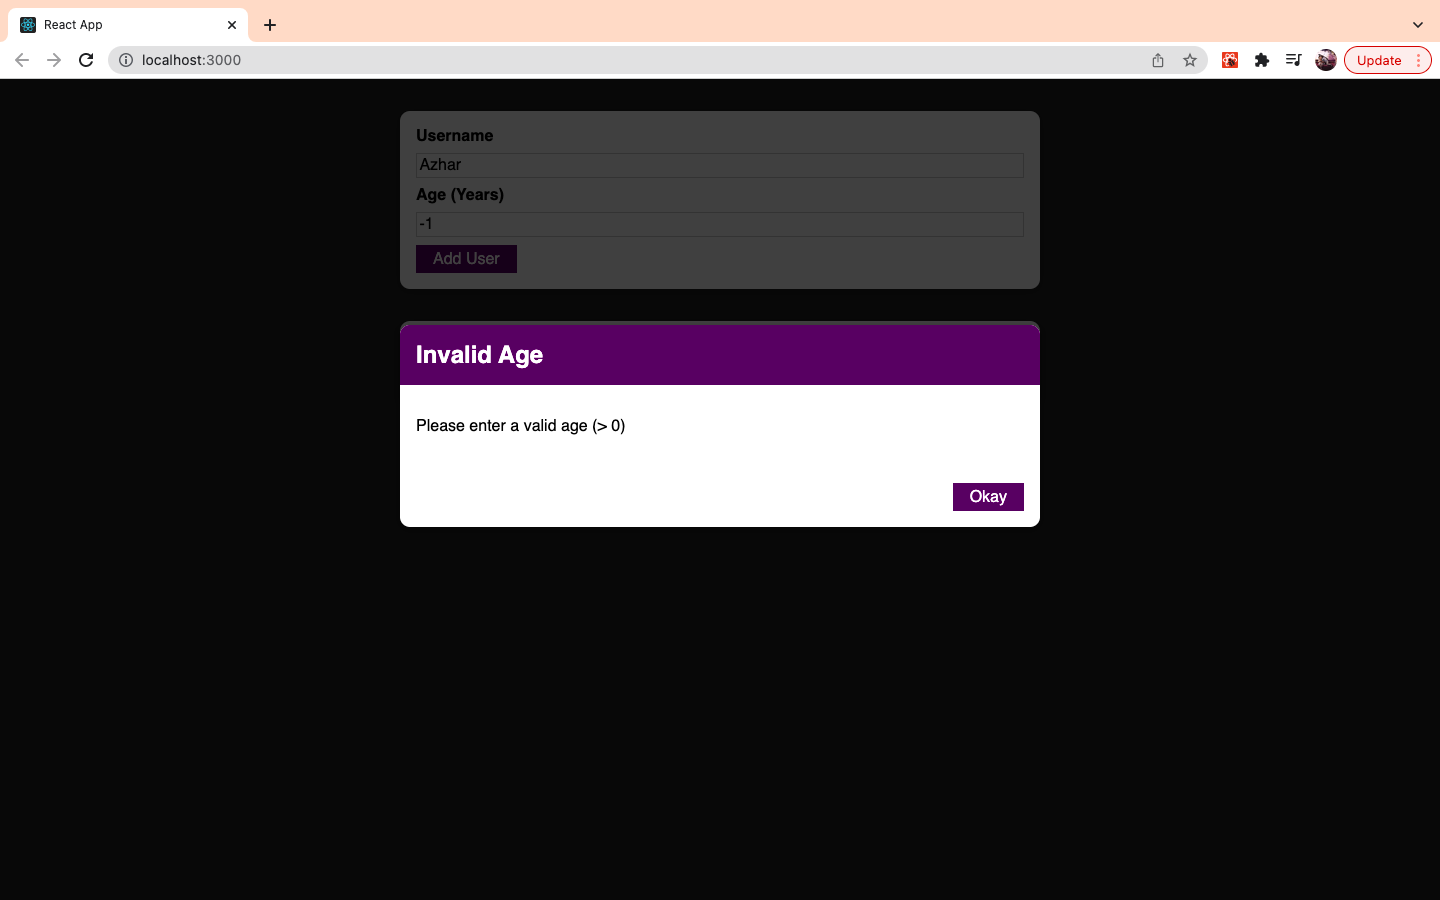 React App
localhost:3000
Update
Username
Azhar
Age (Years)
-1
Add User
Invalid Age
Please enter a valid age (> 0)
Okay